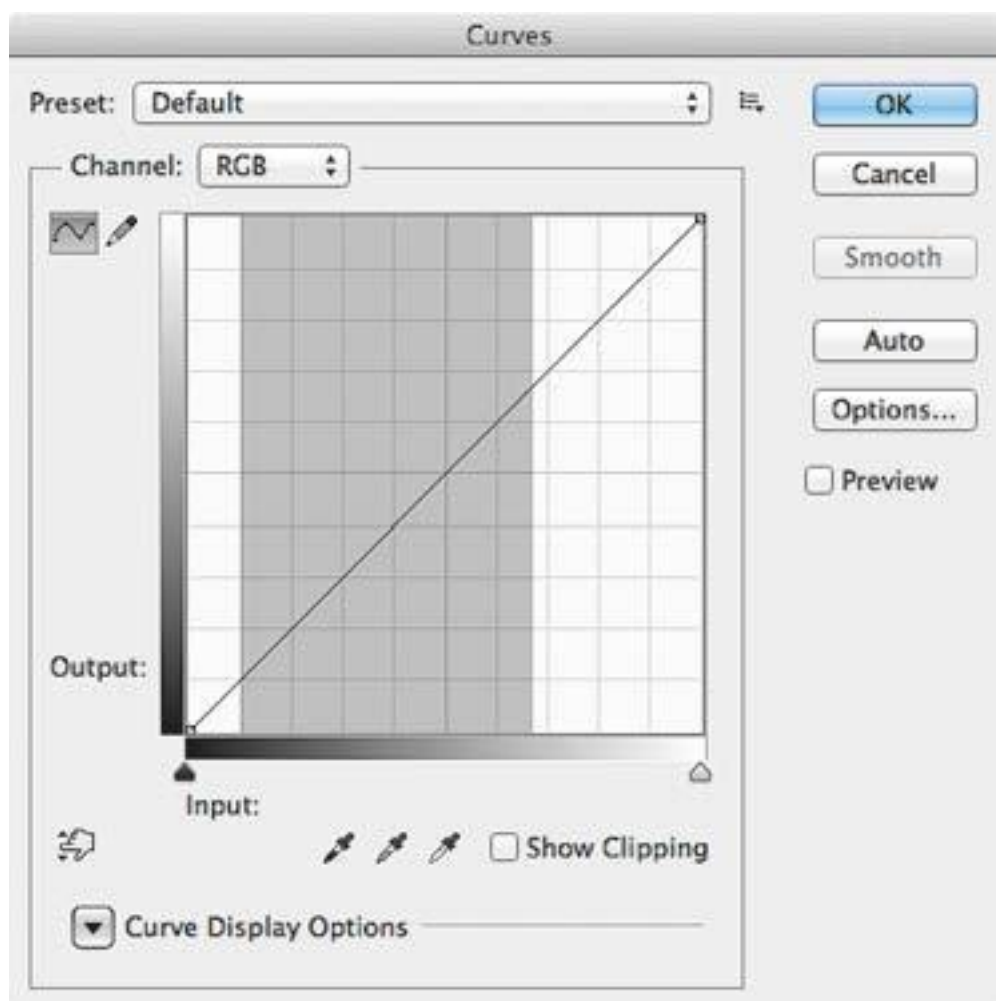 Curves
Preset: Default
OK
Channel: RGB
Cancel
Smooth
Auto
Options...
Preview
Output:
Input:
Show Clipping
Curve Display Options